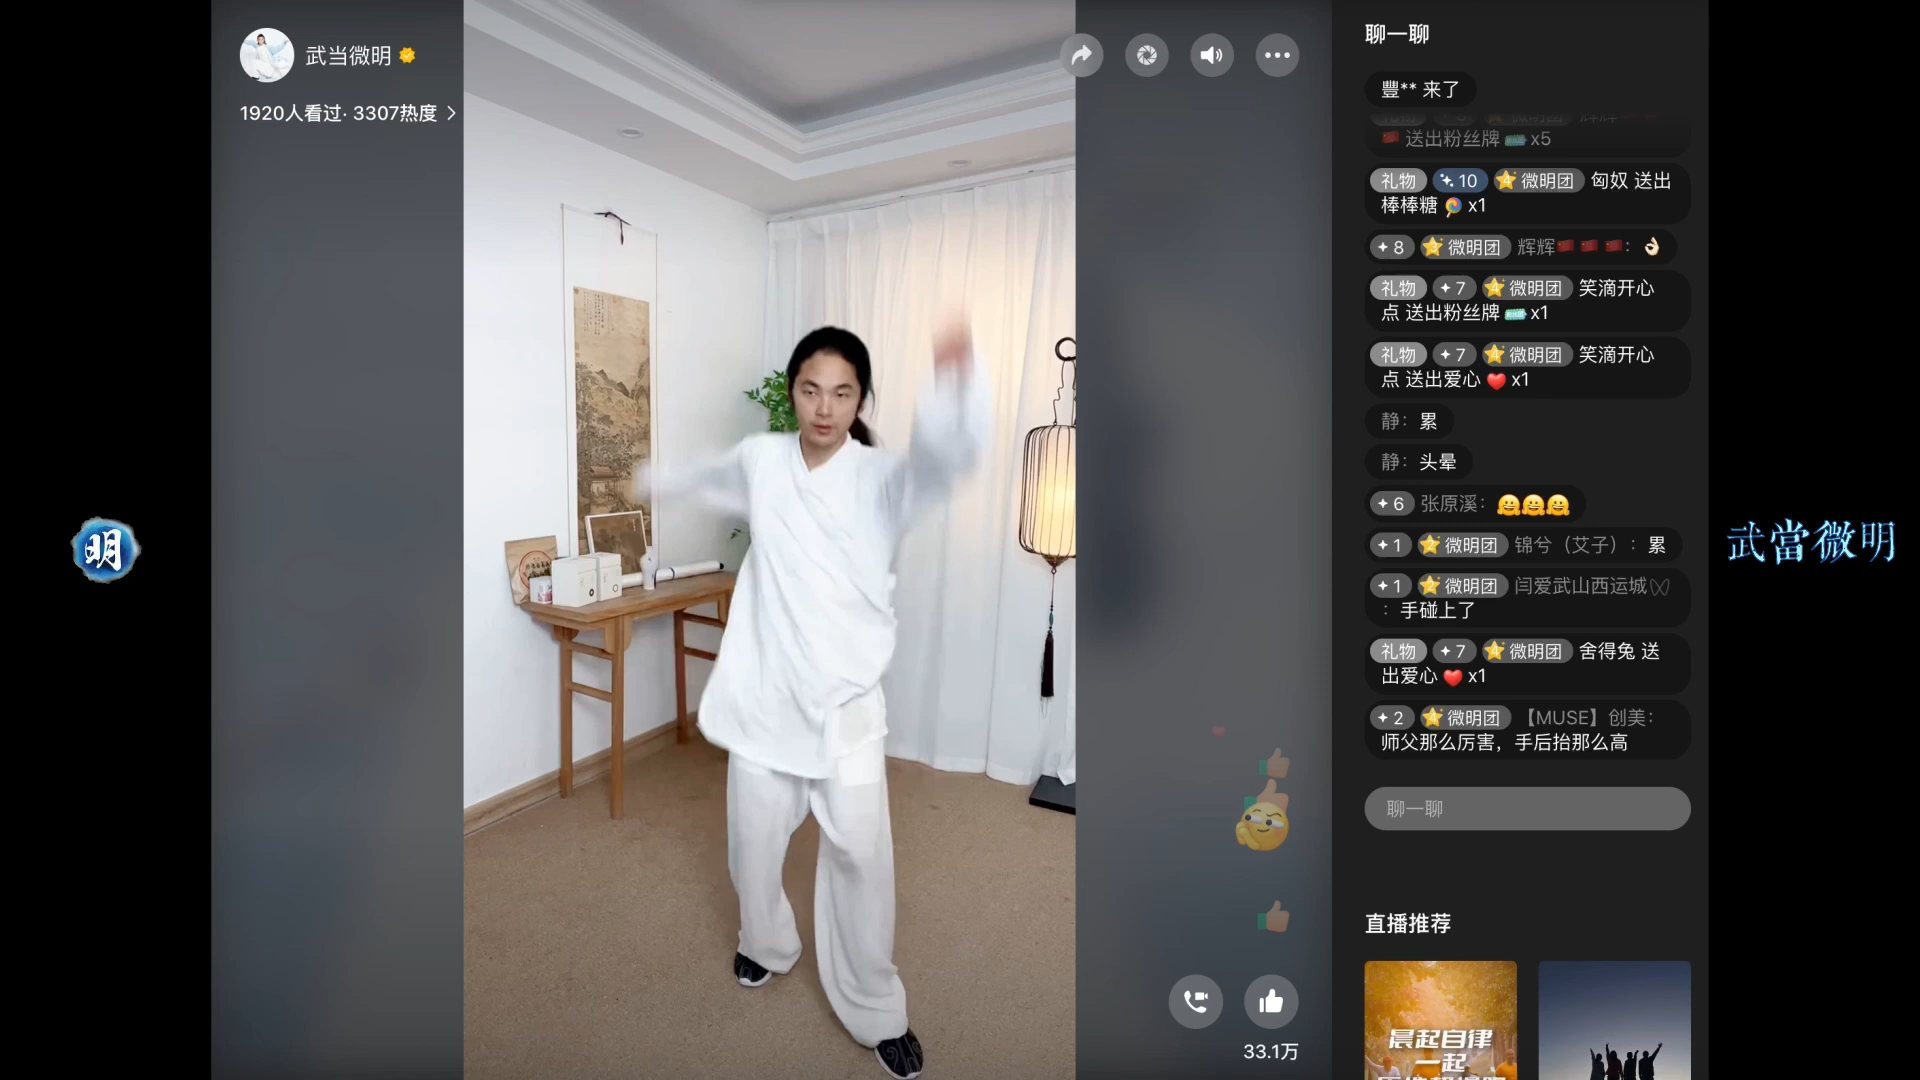 武当微明
1920人看过· 3307热度
明
33.1万
聊一聊
豐** 来了
送出粉丝牌 x5
礼物 10 微明团 匈奴 送出
棒棒糖 x1
8 微明团 辉辉：
礼物 7 微明团 笑滴开心
点 送出粉丝牌 x1
礼物 7 微明团 笑滴开心
点 送出爱心 x1
静：累
静：头晕
6 张原溪：
1 微明团 锦兮（艾子）：累
1 微明团 闫爱武山西运城
：手碰上了
礼物 7 微明团 舍得兔 送
出爱心 x1
2 微明团 【MUSE】创美：
师父那么厉害，手后抬那么高
聊一聊
直播推荐
晨起自律
一起
武當微明